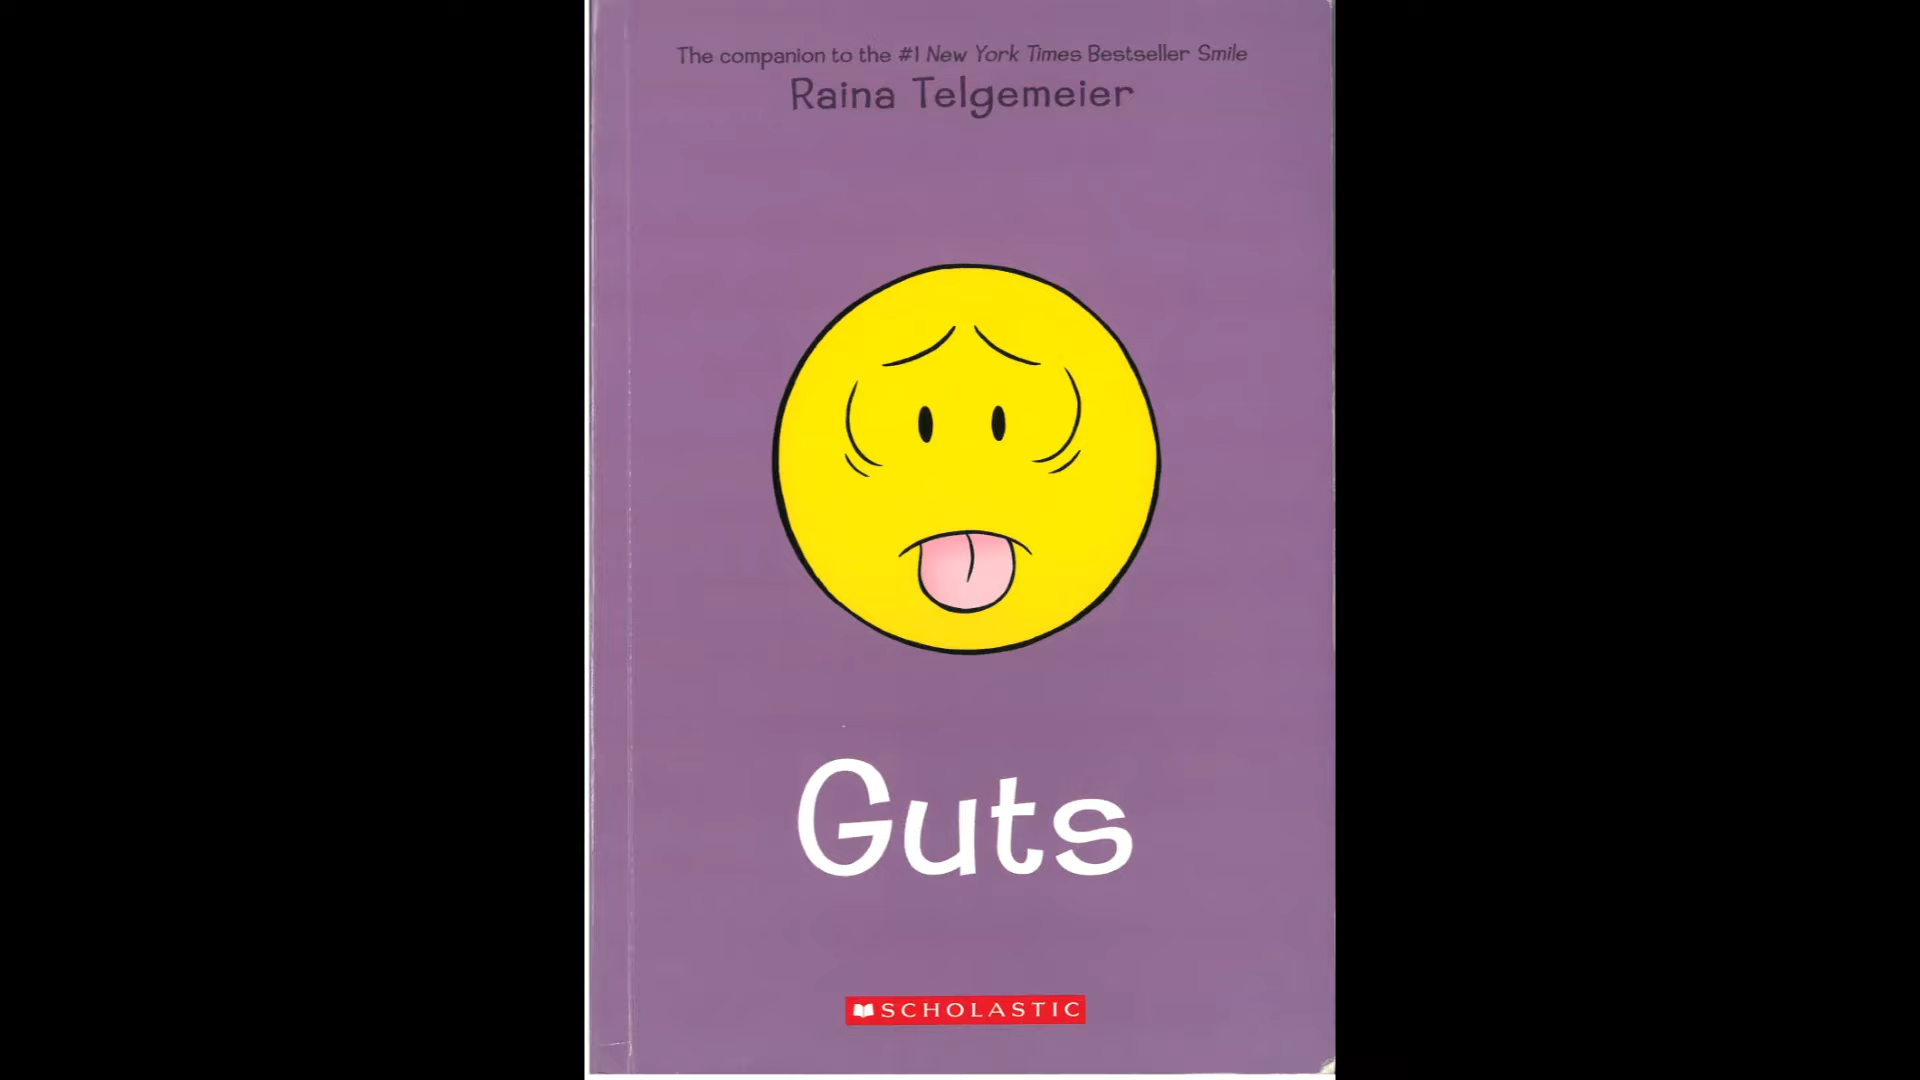 The companion to the #1 New York Times Bestseller Smile
Raina Telgemeier
Guts
SCHOLASTIC